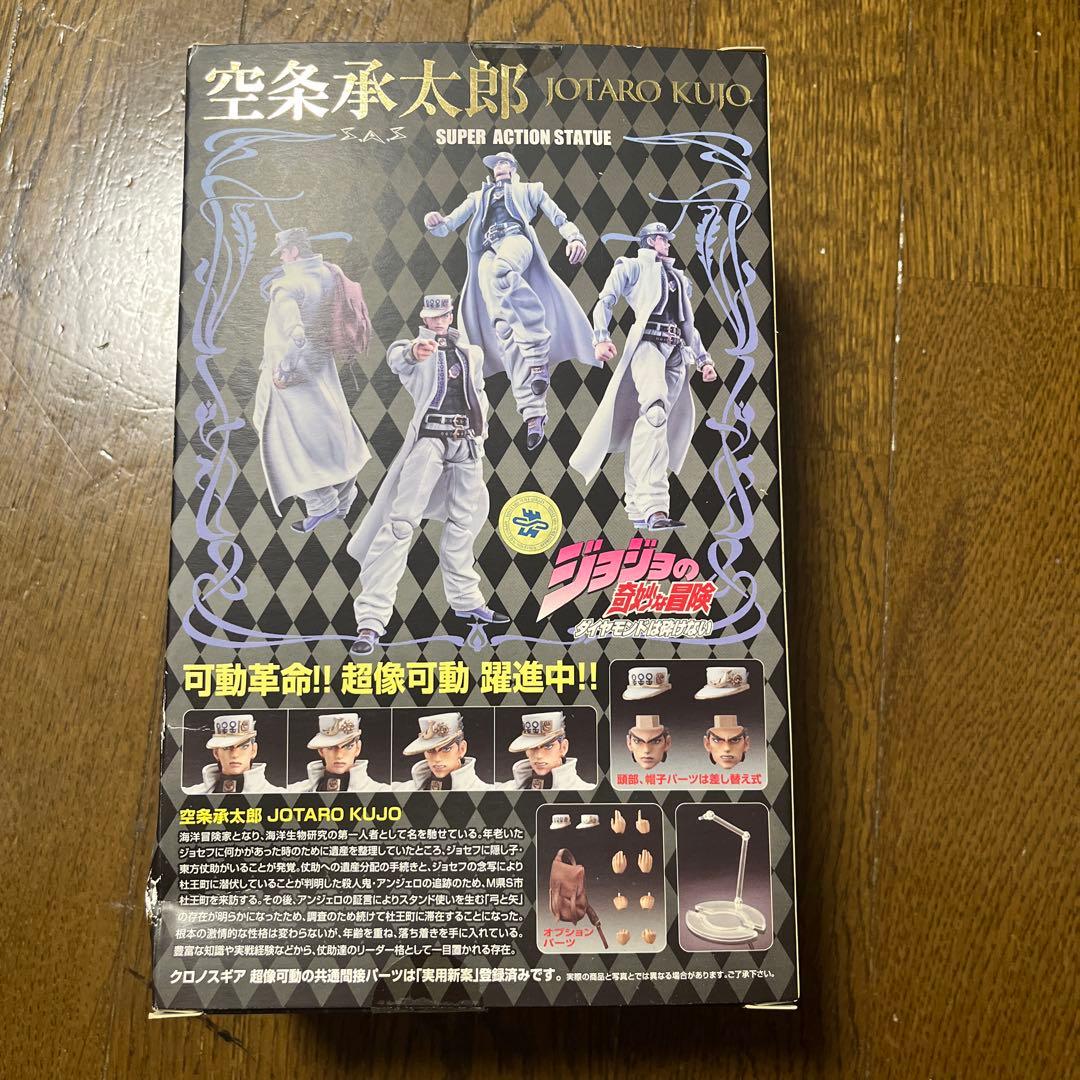 空条承太郎 JOTARO KUJO
S.A.S SUPER ACTION STATUE
ジョジョの
奇妙な冒険
ダイヤモンドは砕けない
可動革命!! 超像可動 躍進中!!
頭部、帽子パーツは差し替え式
空条承太郎 JOTARO KUJO
海洋冒険家となり、海洋生物研究の第一人者として名を馳せている。年老いた
ジョセフに何かがあった時のために遺産を整理していたところ、ジョセフに隠し子・
東方仗助がいることが発覚。仗助への遺産分配の手続きと、ジョセフの念写により
杜王町に潜伏していることが判明した殺人鬼・アンジェロの追跡のため、M県S市
杜王町を来訪する。その後、アンジェロの証言によりスタンド使いを生む「弓と矢」
の存在が明らかになったため、調査のため続けて杜王町に滞在することになった。
根本の激情的な性格は変わらないが、年齢を重ね、落ち着きを手に入れている。
豊富な知識や実戦経験などから、仗助達のリーダー格として一目置かれる存在。
オプション
パーツ
クロノスギア 超像可動の共通間接パーツは「実用新案」登録済みです。 実際の商品と写真とでは異なる場合があります。ご了承下さい。